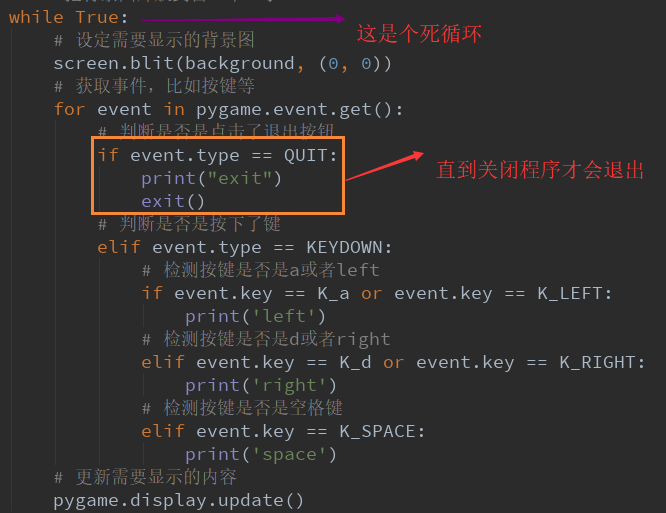 while True:
这是个死循环
# 设定需要显示的背景图
screen.blit(background, (0, 0))
# 获取事件，比如按键等
for event in pygame.event.get():
# 判断是否是点击了退出按钮
if event.type == QUIT:
print("exit")
exit()
直到关闭程序才会退出
# 判断是否是按下了键
elif event.type == KEYDOWN:
# 检测按键是否是a或者left
if event.key == K_a or event.key == K_LEFT:
print('left')
# 检测按键是否是d或者right
elif event.key == K_d or event.key == K_RIGHT:
print('right')
# 检测按键是否是空格键
elif event.key == K_SPACE:
print('space')
# 更新需要显示的内容
pygame.display.update()